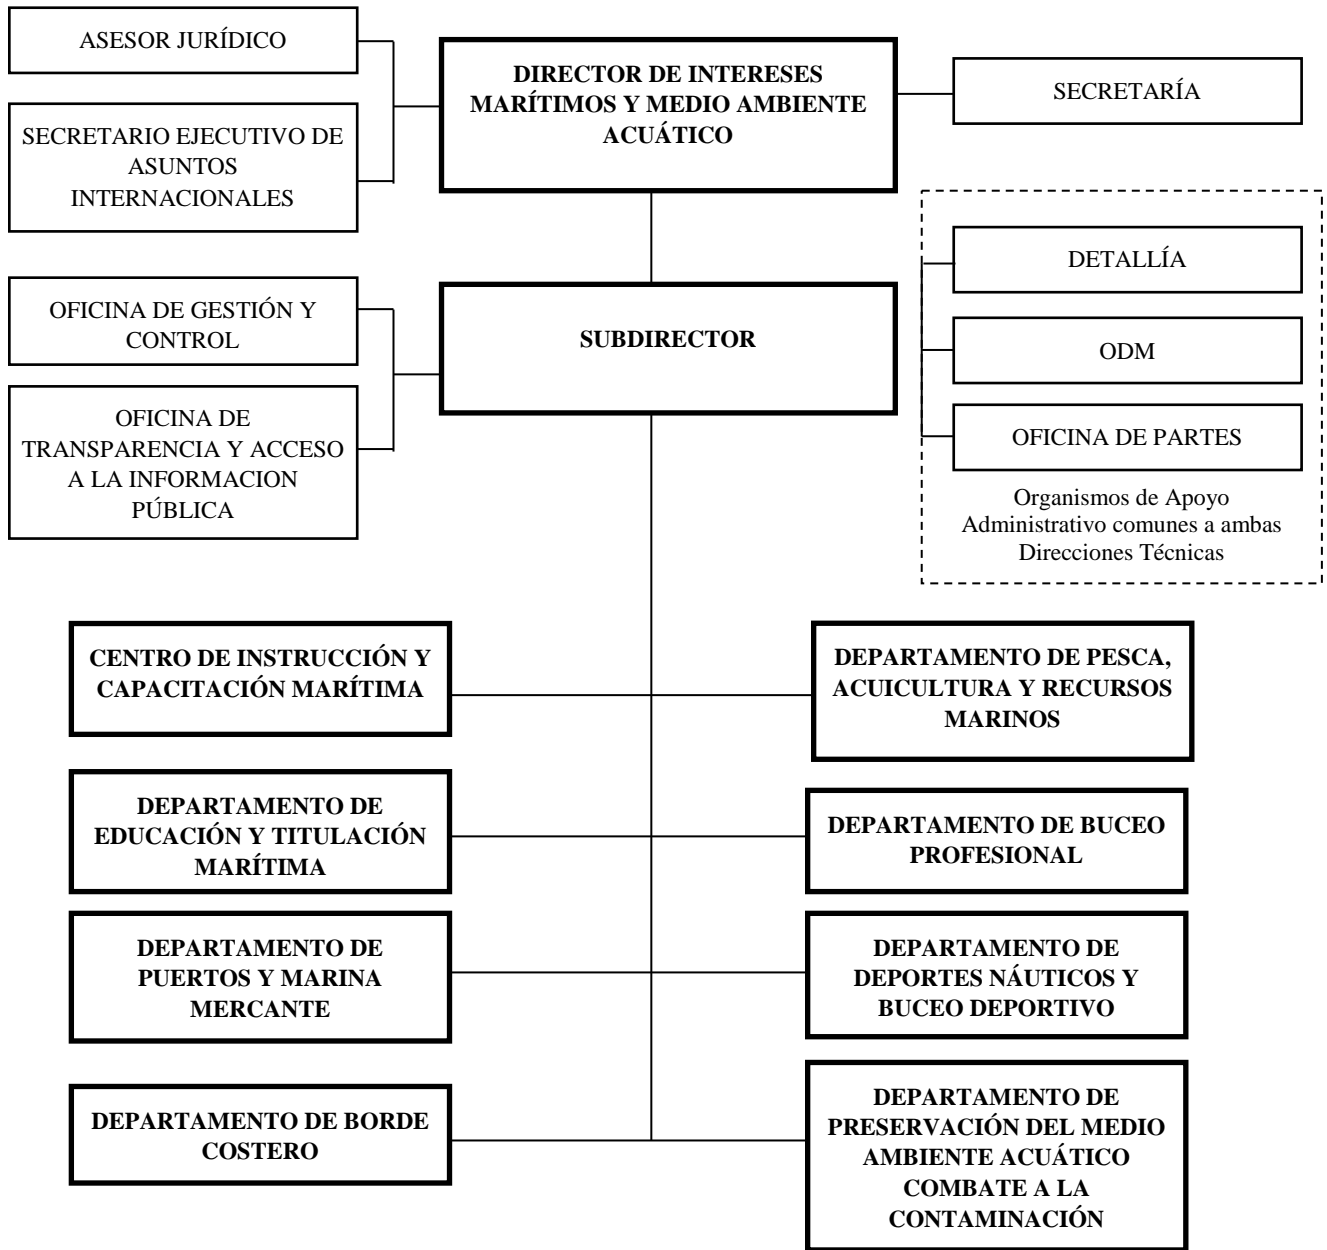 ASESOR JURÍDICO
DIRECTOR DE INTERESES
MARÍTIMOS Y MEDIO AMBIENTE
ACUÁTICO
SECRETARÍA
SECRETARIO EJECUTIVO DE
ASUNTOS
INTERNACIONALES
OFICINA DE GESTIÓN Y
CONTROL
SUBDIRECTOR
OFICINA DE
TRANSPARENCIA Y ACCESO
A LA INFORMACION
PÚBLICA
DETALLÍA
ODM
OFICINA DE PARTES
Organismos de Apoyo
Administrativo comunes a ambas
Direcciones Técnicas
CENTRO DE INSTRUCCIÓN Y
CAPACITACIÓN MARÍTIMA
DEPARTAMENTO DE PESCA,
ACUICULTURA Y RECURSOS
MARINOS
DEPARTAMENTO DE
EDUCACIÓN Y TITULACIÓN
MARÍTIMA
DEPARTAMENTO DE BUCEO
PROFESIONAL
DEPARTAMENTO DE
PUERTOS Y MARINA
MERCANTE
DEPARTAMENTO DE
DEPORTES NÁUTICOS Y
BUCEO DEPORTIVO
DEPARTAMENTO DE BORDE
COSTERO
DEPARTAMENTO DE
PRESERVACIÓN DEL MEDIO
AMBIENTE ACUÁTICO
COMBATE A LA
CONTAMINACIÓN